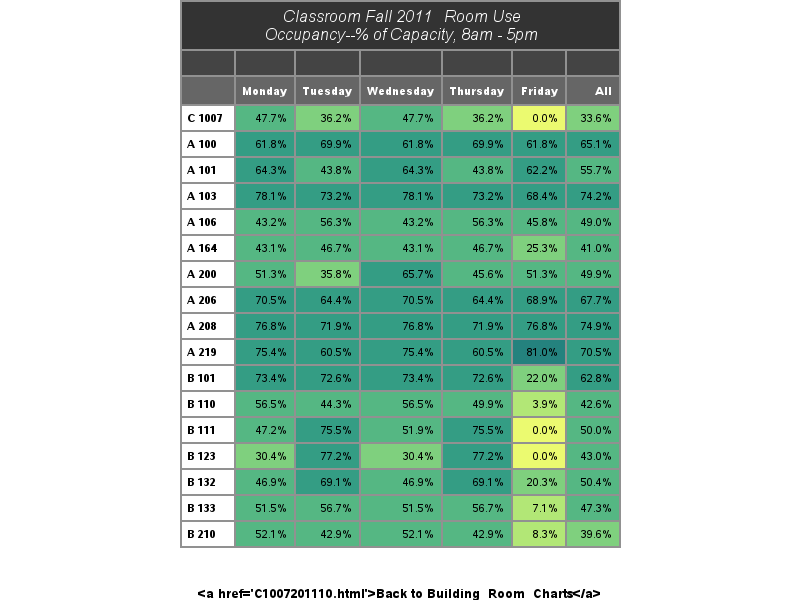 Classroom Fall 2011 Room Use
Occupancy--% of Capacity, 8am - 5pm
Monday Tuesday Wednesday Thursday Friday All
C 1007 47.7% 36.2% 47.7% 36.2% 0.0% 33.6%
A 100 61.8% 69.9% 61.8% 69.9% 61.8% 65.1%
A 101 64.3% 43.8% 64.3% 43.8% 62.2% 55.7%
A 103 78.1% 73.2% 78.1% 73.2% 68.4% 74.2%
A 106 43.2% 56.3% 43.2% 56.3% 45.8% 49.0%
A 164 43.1% 46.7% 43.1% 46.7% 25.3% 41.0%
A 200 51.3% 35.8% 65.7% 45.6% 51.3% 49.9%
A 206 70.5% 64.4% 70.5% 64.4% 68.9% 67.7%
A 208 76.8% 71.9% 76.8% 71.9% 76.8% 74.9%
A 219 75.4% 60.5% 75.4% 60.5% 81.0% 70.5%
B 101 73.4% 72.6% 73.4% 72.6% 22.0% 62.8%
B 110 56.5% 44.3% 56.5% 49.9% 3.9% 42.6%
B 111 47.2% 75.5% 51.9% 75.5% 0.0% 50.0%
B 123 30.4% 77.2% 30.4% 77.2% 0.0% 43.0%
B 132 46.9% 69.1% 46.9% 69.1% 20.3% 50.4%
B 133 51.5% 56.7% 51.5% 56.7% 7.1% 47.3%
B 210 52.1% 42.9% 52.1% 42.9% 8.3% 39.6%
<a href='C1007201110.html'>Back to Building Room Charts</a>